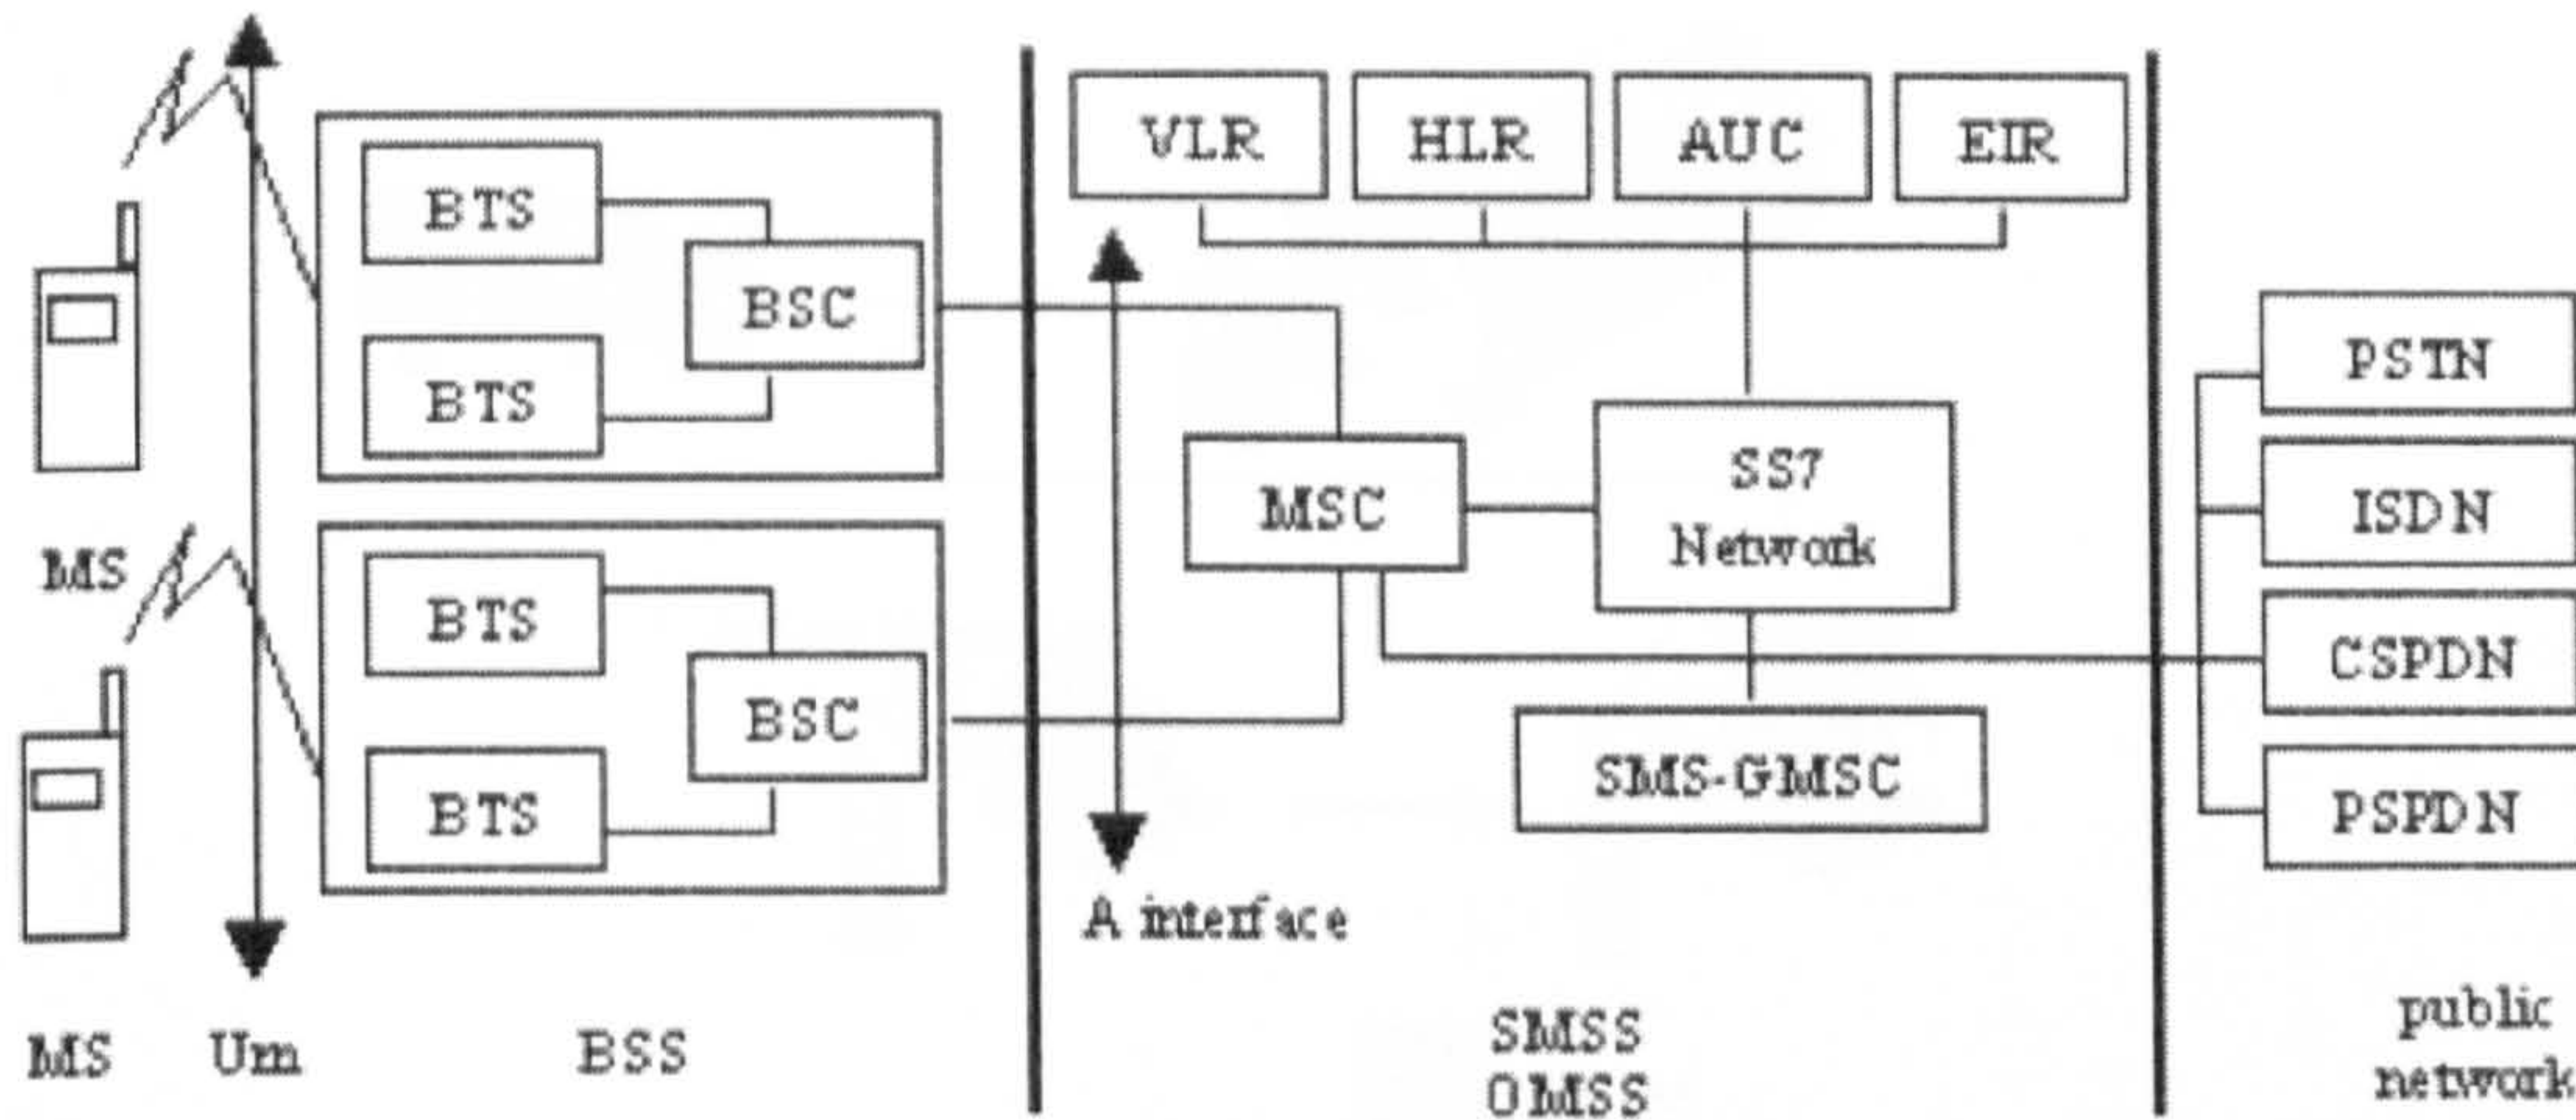 VLR
HLR
AUC
EIR
BTS
BSC
BTS
PSTN
SS7
Network
MSC
ISDN
MS
BTS
BSC
BTS
CSPDN
SMS-GMSC
PSPDN
A interface
MS
Um
BSS
SMSS
OMSS
public
network